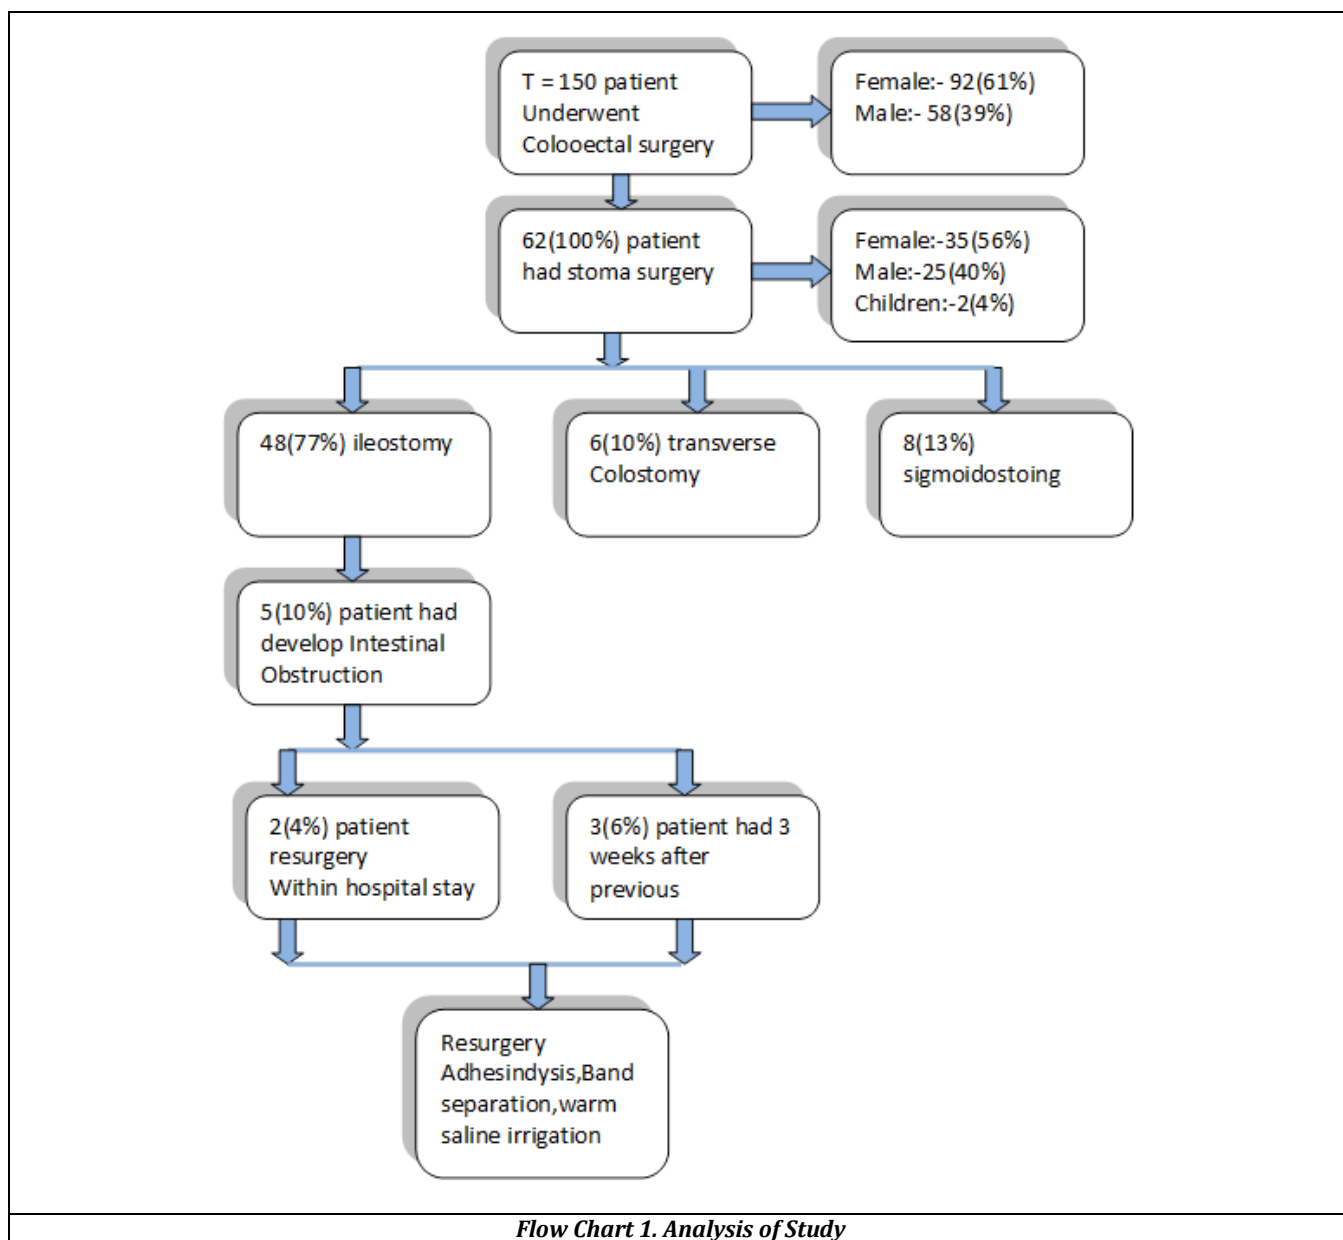 T = 150 patient
Underwent
Colooectal surgery
Female:- 92(61%)
Male:- 58(39%)
62(100%) patient
had stoma surgery
Female:-35(56%)
Male:-25(40%)
Children:-2(4%)
48(77%) ileostomy
6(10%) transverse
Colostomy
8(13%)
sigmoidostoing
5(10%) patient had
develop Intestinal
Obstruction
2(4%) patient
resurgery
Within hospital stay
3(6%) patient had 3
weeks after
previous
Resurgery
Adhesindysis,Band
separation,warm
saline irrigation
Flow Chart 1. Analysis of Study